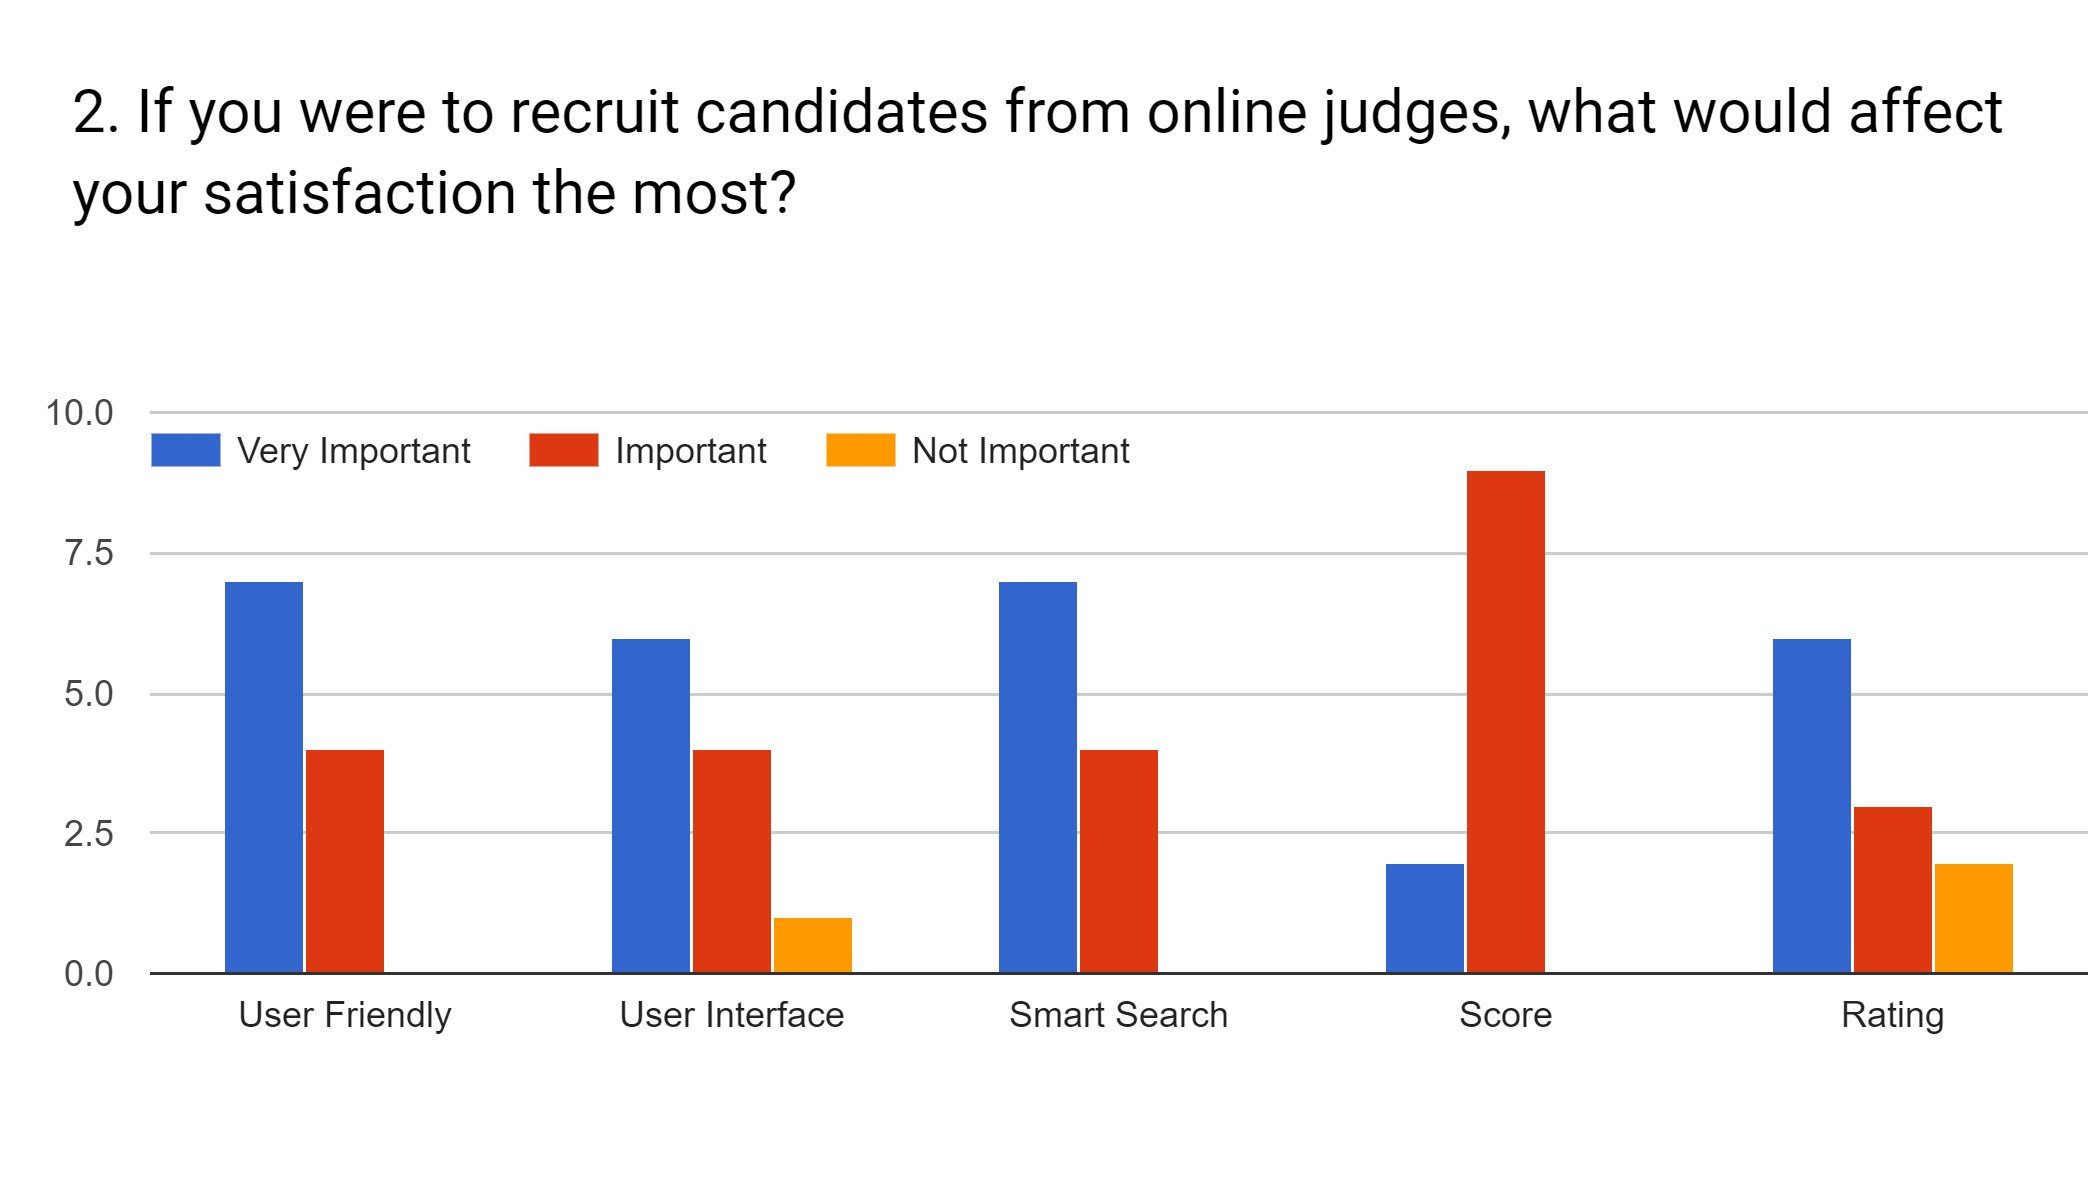 2. If you were to recruit candidates from online judges, what would affect
your satisfaction the most?
10.0
Very Important Important Not Important
7.5
5.0
2.5
0.0
User Friendly User Interface Smart Search Score Rating